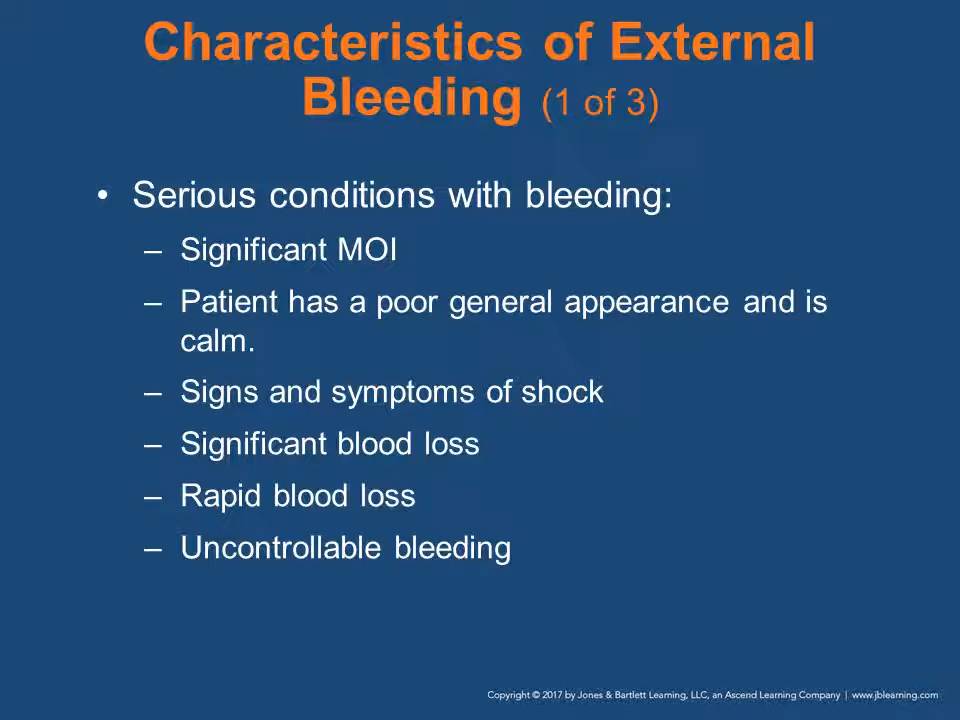 Characteristics of External
Bleeding (1 of 3)
• Serious conditions with bleeding:
– Significant MOI
– Patient has a poor general appearance and is
calm.
– Signs and symptoms of shock
– Significant blood loss
– Rapid blood loss
– Uncontrollable bleeding
Copyright © 2017 by Jones & Bartlett Learning, LLC, an Ascend Learning Company | www.jblearning.com